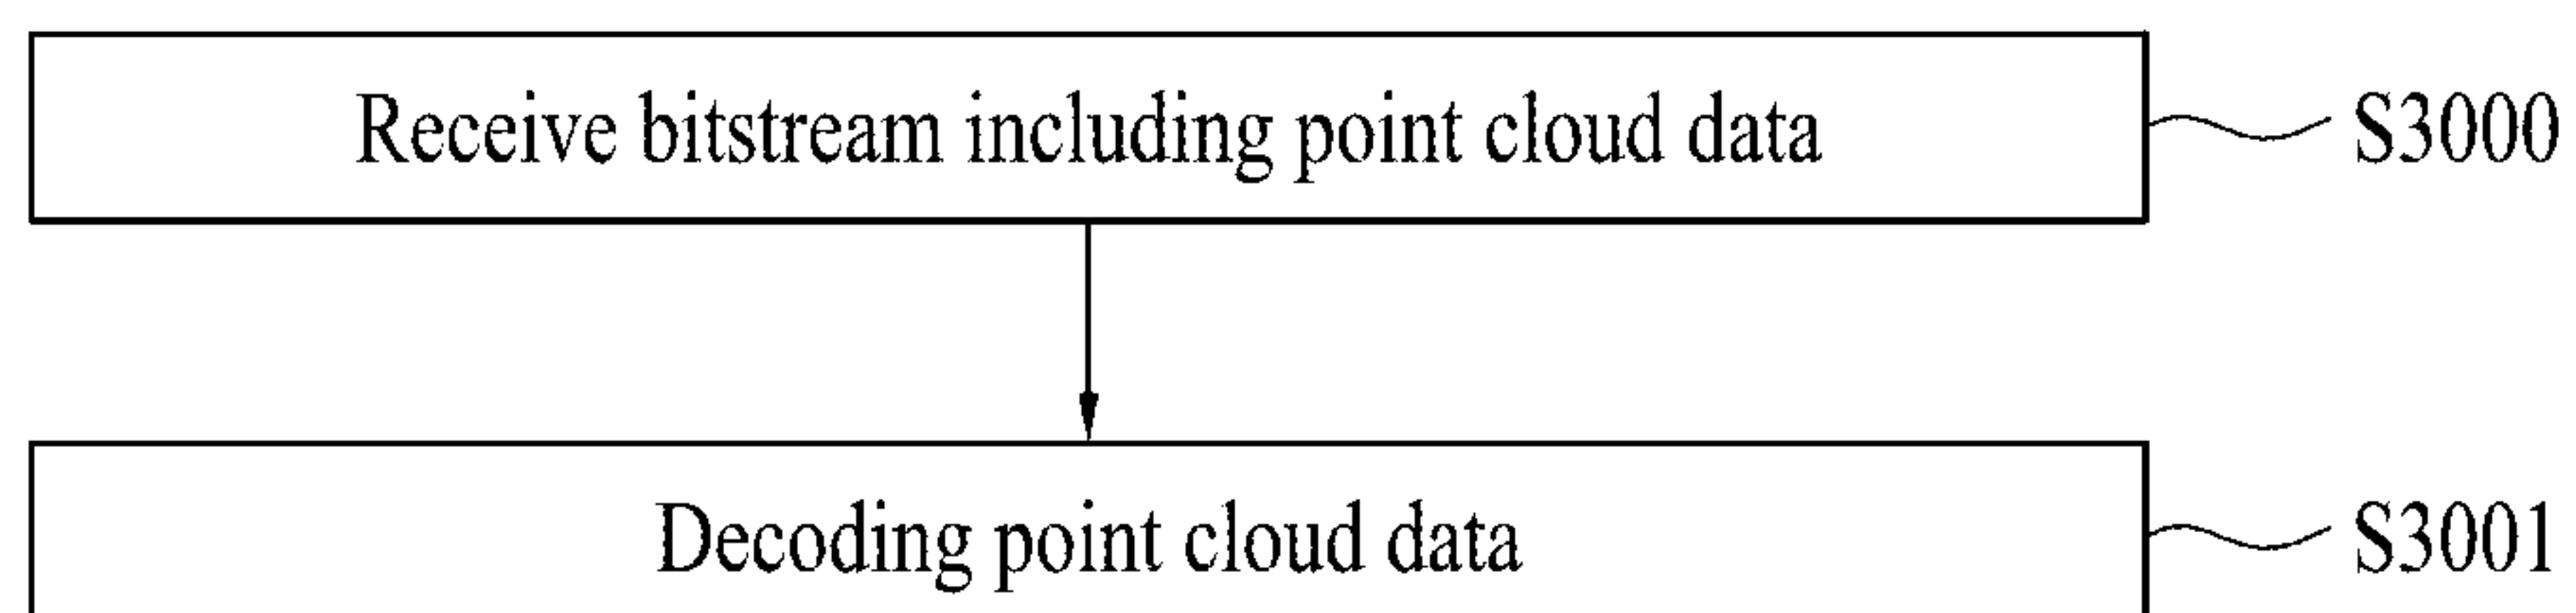 Receive bitstream including point cloud data S3000
Decoding point cloud data S3001